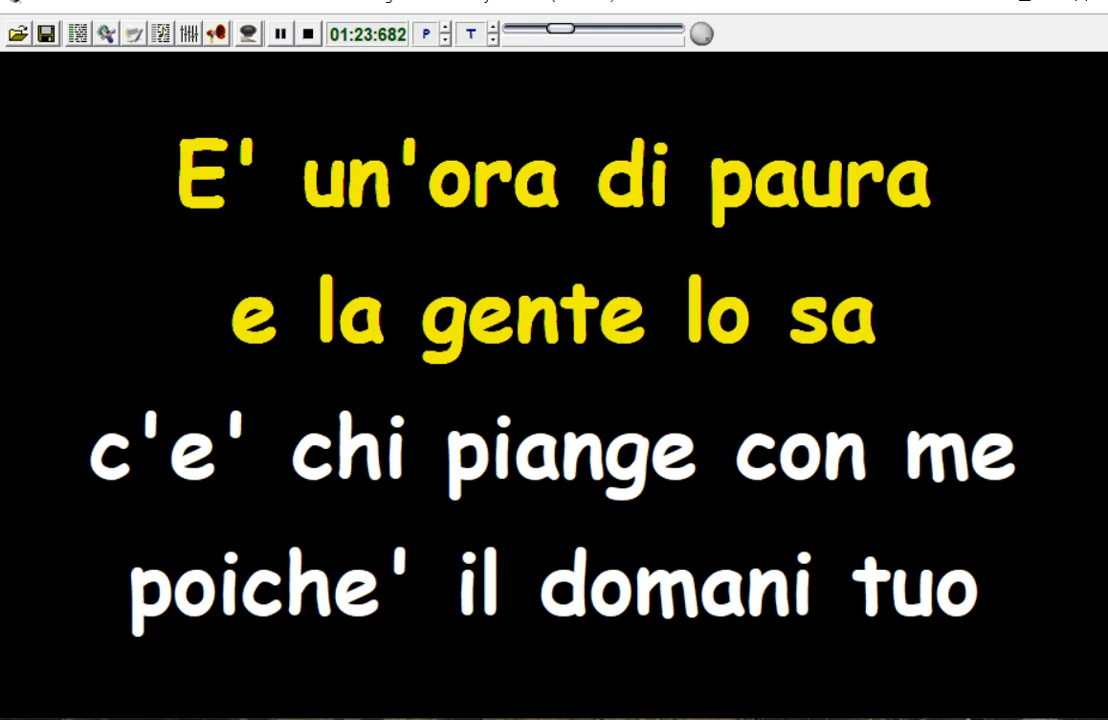 01:23:682 P T
E' un'ora di paura
e la gente lo sa
c'e' chi piange con me
poiche' il domani tuo